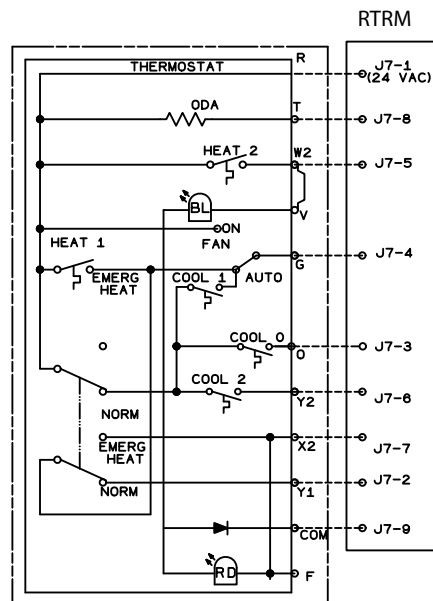 RTRM
R
THERMOSTAT
J7-1
(24 VAC)
ODA
T
J7-8
HEAT 2
W2
J7-5
BL
V
ON
FAN
HEAT 1
G
J7-4
EMERG
HEAT
COOL 1
AUTO
COOL O
O
J7-3
COOL 2
Y2
J7-6
NORM
EMERG
HEAT
X2
J7-7
NORM
Y1
J7-2
COM
J7-9
RD
F